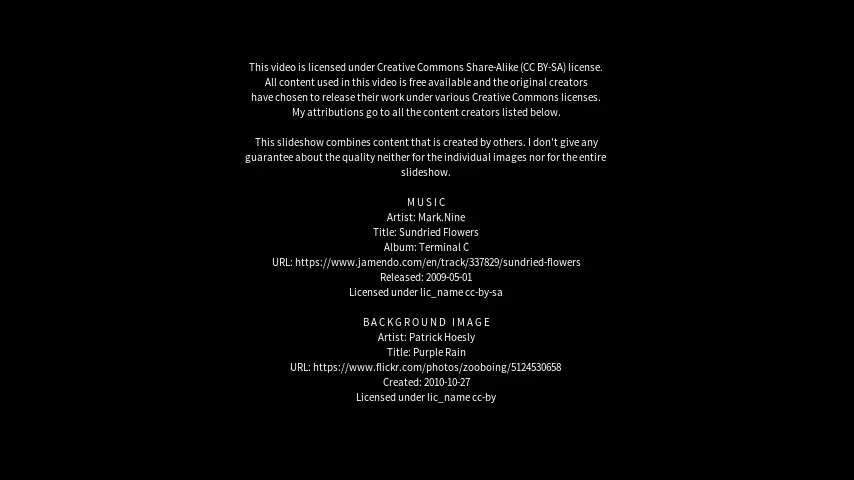 This video is licensed under Creative Commons Share-Alike (CC BY-SA) license.
All content used in this video is free available and the original creators
have chosen to release their work under various Creative Commons licenses.
My attributions go to all the content creators listed below.
This slideshow combines content that is created by others. I don't give any
guarantee about the quality neither for the individual images nor for the entire
slideshow.
MUSIC
Artist: Mark.Nine
Title: Sundried Flowers
Album: Terminal C
URL: https://www.jamendo.com/en/track/337829/sundried-flowers
Released: 2009-05-01
Licensed under lic_name cc-by-sa
BACKGROUND IMAGE
Artist: Patrick Hoesly
Title: Purple Rain
URL: https://www.flickr.com/photos/zooboing/5124530658
Created: 2010-10-27
Licensed under lic_name cc-by